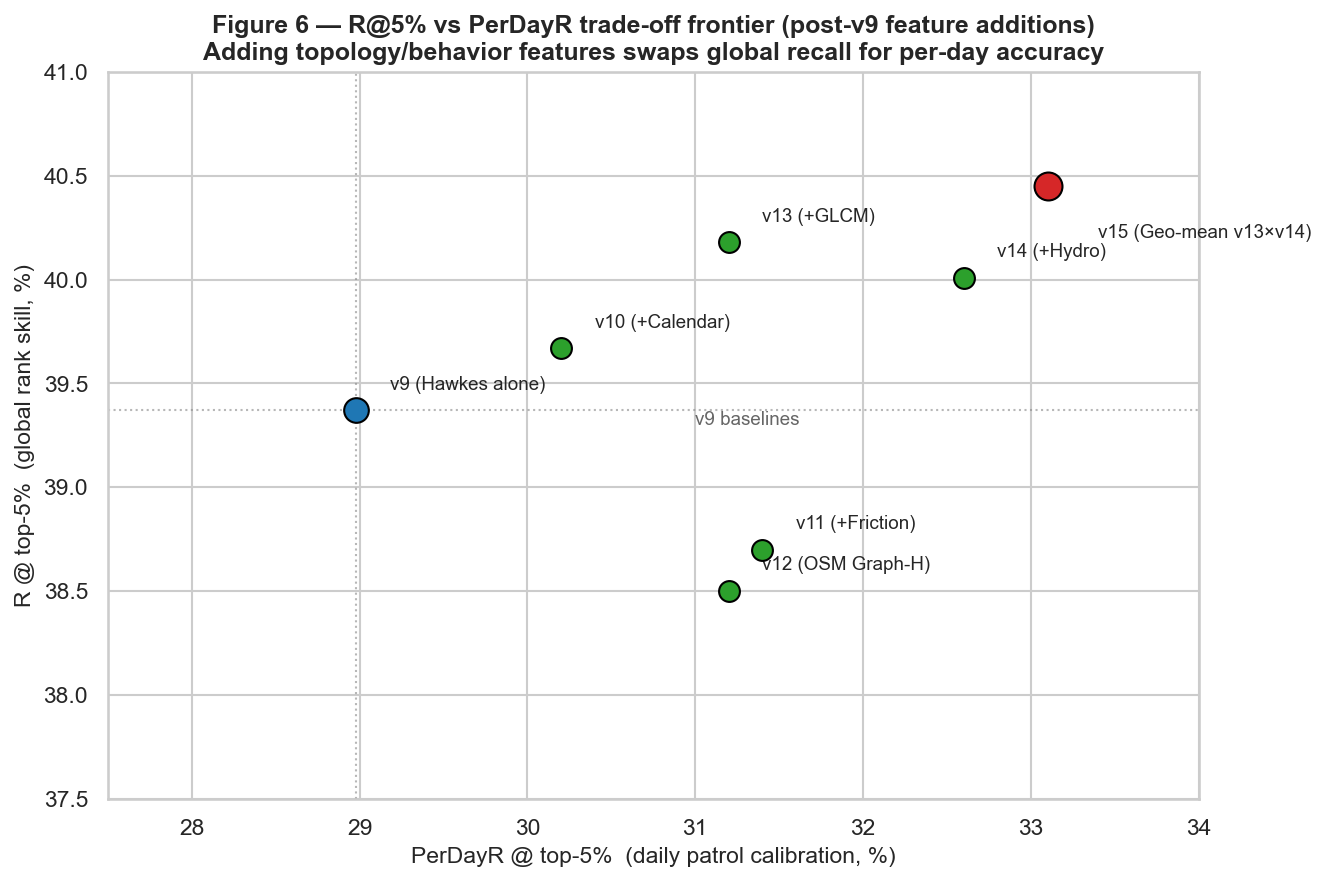 Figure 6 — R@5% vs PerDayR trade-off frontier (post-v9 feature additions)
Adding topology/behavior features swaps global recall for per-day accuracy
41.0
40.5
40.0
39.5
39.0
38.5
38.0
37.5
R @ top-5%  (global rank skill, %)
v13 (+GLCM)
v15 (Geo-mean v13×v14)
v14 (+Hydro)
v10 (+Calendar)
v9 (Hawkes alone)
v9 baselines
v11 (+Friction)
v12 (OSM Graph-H)
28
29
30
31
32
33
34
PerDayR @ top-5%  (daily patrol calibration, %)